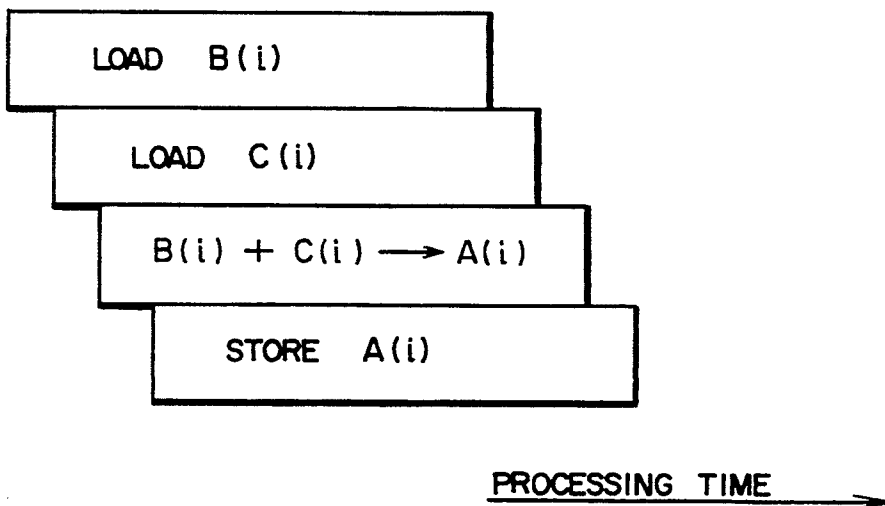 LOAD B(i)
LOAD C(i)
B(i) + C(i) ⟶ A(i)
STORE A(i)
PROCESSING TIME